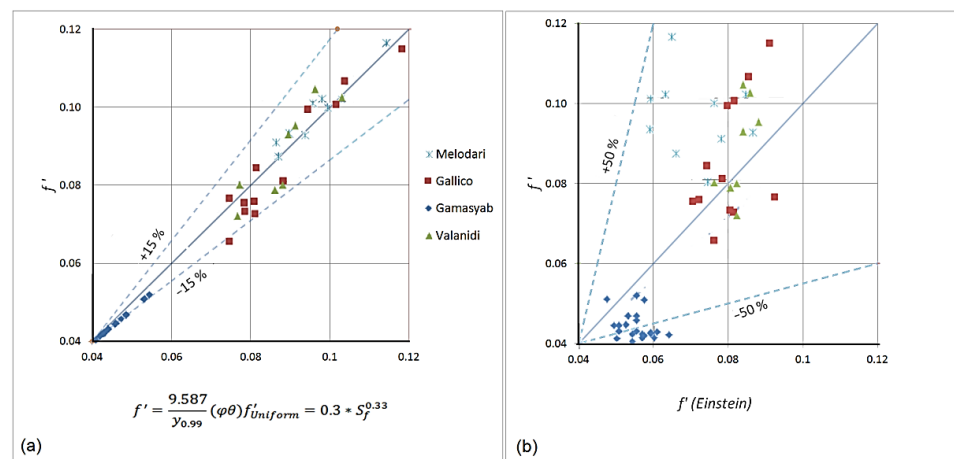 0.12
0.10
0.08
0.06
0.04
f '
+15 %
−15 %
0.04 0.06 0.08 0.1 0.12
Melodari
Gallico
Gamasyab
Valanidi
f' = 9.587/y₀.₉₉ (φθ)f'Uniform = 0.3 * Sf^0.33
(a)
0.12
0.10
0.08
0.06
0.04
f '
+50 %
−50 %
0.04 0.06 0.08 0.1 0.12
f' (Einstein)
(b)